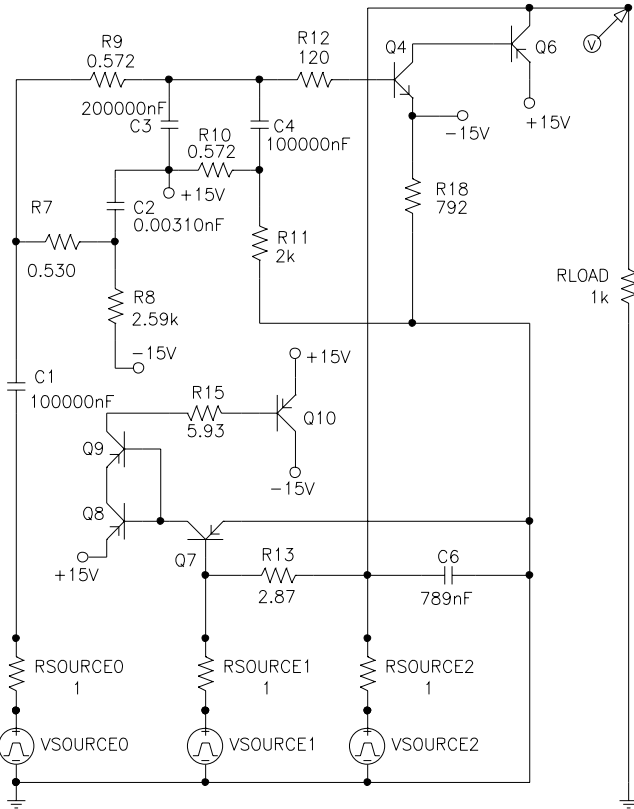 R9
0.572
R12
120
Q4
Q6
V
200000nF
C3
R10
0.572
C4
100000nF
-15V
+15V
+15V
C2
0.00310nF
R7
0.530
R11
2k
R18
792
R8
2.59k
-15V
RLOAD
1k
C1
100000nF
+15V
R15
5.93
Q10
-15V
Q9
Q8
+15V
Q7
R13
2.87
C6
789nF
RSOURCE0
1
RSOURCE1
1
RSOURCE2
1
VSOURCE0
VSOURCE1
VSOURCE2